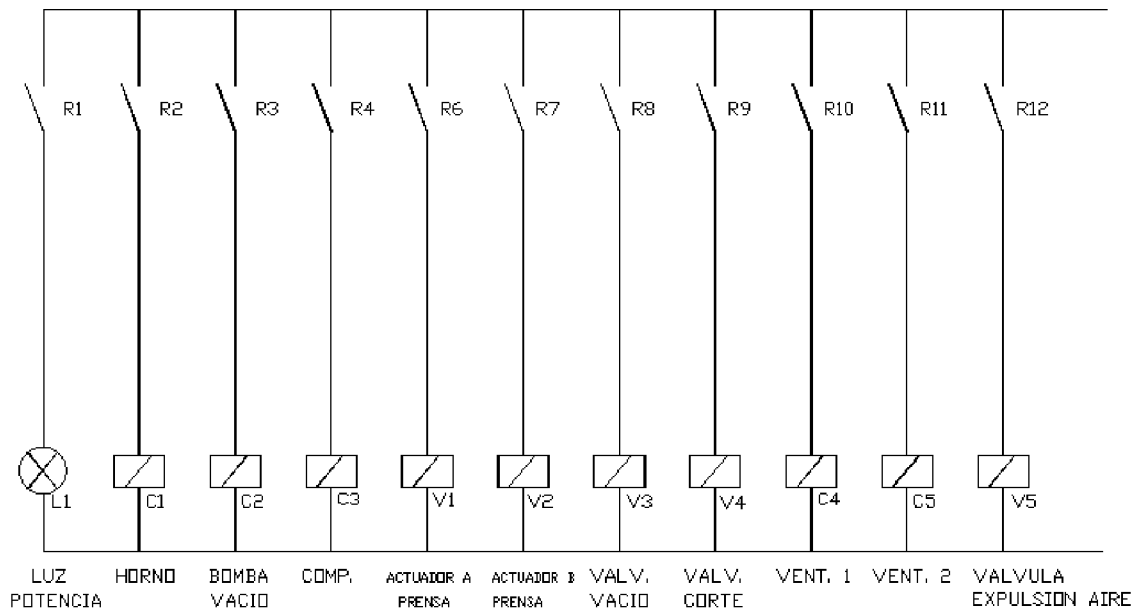 R1 R2 R3 R4 R6 R7 R8 R9 R10 R11 R12
L1 C1 C2 C3 V1 V2 V3 V4 C4 C5 V5
LUZ HORNO BOMBA COMP. ACTUADOR A ACTUADOR B VALV. VALV. VENT. 1 VENT. 2 VALVULA
POTENCIA VACIO PRENSA PRENSA VACIO CORTE EXPULSION AIRE